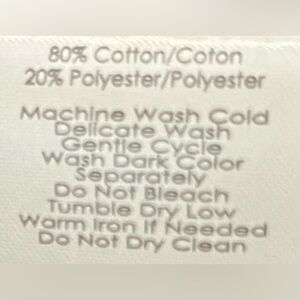 80% Cotton/Coton
20% Polyester/Polyester
Machine Wash Cold
Delicate Wash
Gentle Cycle
Wash Dark Color
Separately
Do Not Bleach
Tumble Dry Low
Warm Iron If Needed
Do Not Dry Clean